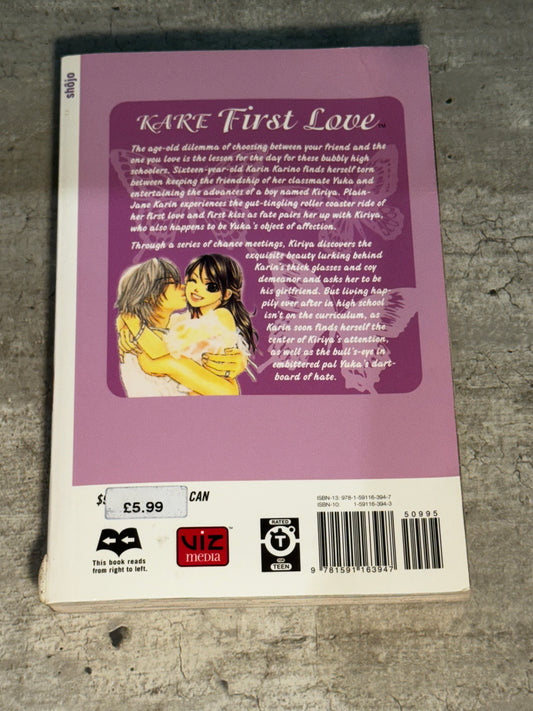 shôjo
KARE First Love™
The age-old dilemma of choosing between your friend and the
one you love is the lesson for the day for these bubbly high
schoolers. Sixteen-year-old Karin Karino finds herself torn
between keeping the friendship of her classmate Yuka and
entertaining the advances of a boy named Kiriya. Plain-
Jane Karin experiences the gut-tingling roller coaster ride of
her first love and first kiss as fate pairs her up with Kiriya,
who also happens to be Yuka's object of affection.
Through a series of chance meetings, Kiriya discovers the
exquisite beauty lurking behind
Karin's thick glasses and coy
demeanor and asks her to be
his girlfriend. But living hap-
pily ever after in high school
isn't on the curriculum, as
Karin soon finds herself the
center of Kiriya's attention,
as well as the bull's-eye in
embittered pal Yuka's dart-
board of hate.
CAN
£5.99
This book reads
from right to left.
VIZ
MEDIA
™
RATED
T
TEEN
ISBN-13: 978-1-59116-394-7
ISBN-10: 1-59116-394-3
50995
9 781591 163947